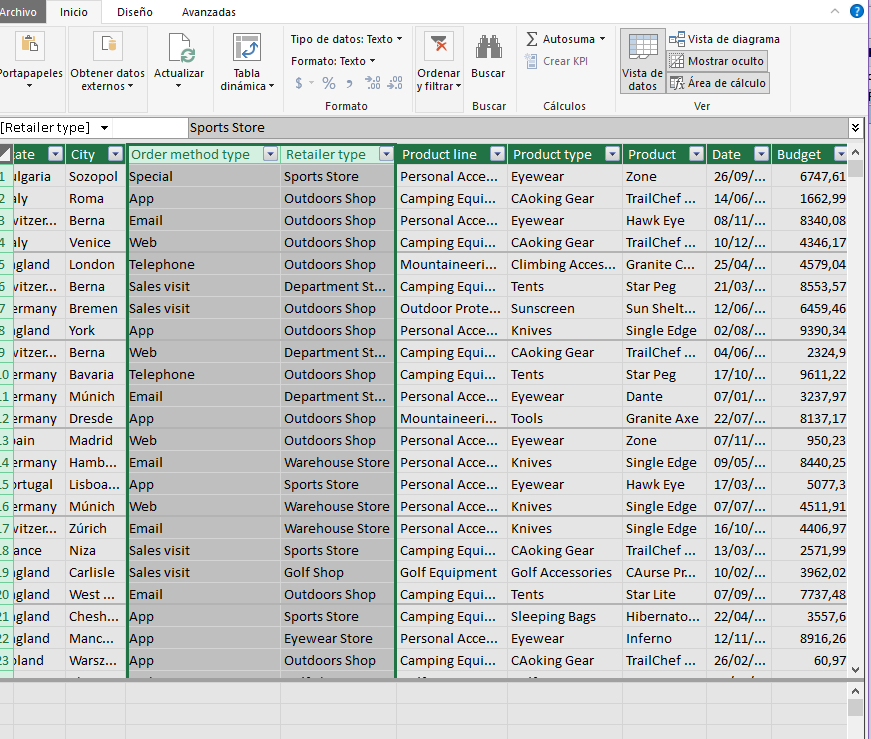 Archivo Inicio Diseño Avanzadas
Portapapeles
Obtener datos externos
Actualizar
Tabla dinámica
Tipo de datos: Texto
Formato: Texto
$ % , ,00 ,00
Formato
Ordenar y filtrar
Buscar
Buscar
Autosuma
Crear KPI
Cálculos
Vista de datos
Vista de diagrama
Mostrar oculto
Área de cálculo
Ver
[Retailer type] Sports Store
ate City Order method type Retailer type Product line Product type Product Date Budget
1 ulgaria Sozopol Special Sports Store Personal Acce... Eyewear Zone 26/09/... 6747,61
2 aly Roma App Outdoors Shop Camping Equi... CAoking Gear TrailChef ... 14/06/... 1662,99
3 witzer... Berna Email Outdoors Shop Personal Acce... Eyewear Hawk Eye 08/11/... 8340,08
4 aly Venice Web Outdoors Shop Camping Equi... CAoking Gear TrailChef ... 10/12/... 4346,17
5 ngland London Telephone Outdoors Shop Mountaineeri... Climbing Acces... Granite C... 25/04/... 4579,04
6 witzer... Berna Sales visit Department St... Camping Equi... Tents Star Peg 21/03/... 8553,57
7 ermany Bremen Sales visit Outdoors Shop Outdoor Prote... Sunscreen Sun Shelt... 12/06/... 6459,46
8 ngland York App Outdoors Shop Personal Acce... Knives Single Edge 02/08/... 9390,34
9 witzer... Berna Web Department St... Camping Equi... CAoking Gear TrailChef ... 04/06/... 2324,9
10 ermany Bavaria Telephone Outdoors Shop Camping Equi... Tents Star Peg 17/10/... 9611,22
11 ermany Múnich Email Department St... Personal Acce... Eyewear Dante 07/01/... 3237,97
12 ermany Dresde App Outdoors Shop Mountaineeri... Tools Granite Axe 22/07/... 8137,17
13 pain Madrid Web Outdoors Shop Personal Acce... Eyewear Zone 07/11/... 950,23
14 ermany Hamb... Email Warehouse Store Personal Acce... Knives Single Edge 09/05/... 8440,25
15 ortugal Lisboa... App Sports Store Personal Acce... Eyewear Hawk Eye 17/03/... 5077,3
16 ermany Múnich Web Warehouse Store Personal Acce... Knives Single Edge 07/07/... 4511,91
17 witzer... Zúrich Email Warehouse Store Personal Acce... Knives Single Edge 16/10/... 4406,97
18 ance Niza Sales visit Sports Store Camping Equi... CAoking Gear TrailChef ... 13/03/... 2571,99
19 ngland Carlisle Sales visit Golf Shop Golf Equipment Golf Accessories CAurse Pr... 10/02/... 3962,02
20 ngland West ... Email Outdoors Shop Camping Equi... Tents Star Lite 07/09/... 7737,48
21 ngland Chesh... App Sports Store Camping Equi... Sleeping Bags Hibernato... 22/04/... 3557,6
22 ngland Manc... App Eyewear Store Personal Acce... Eyewear Inferno 12/11/... 8916,26
23 oland Warsz... App Outdoors Shop Camping Equi... CAoking Gear TrailChef ... 26/02/... 60,97